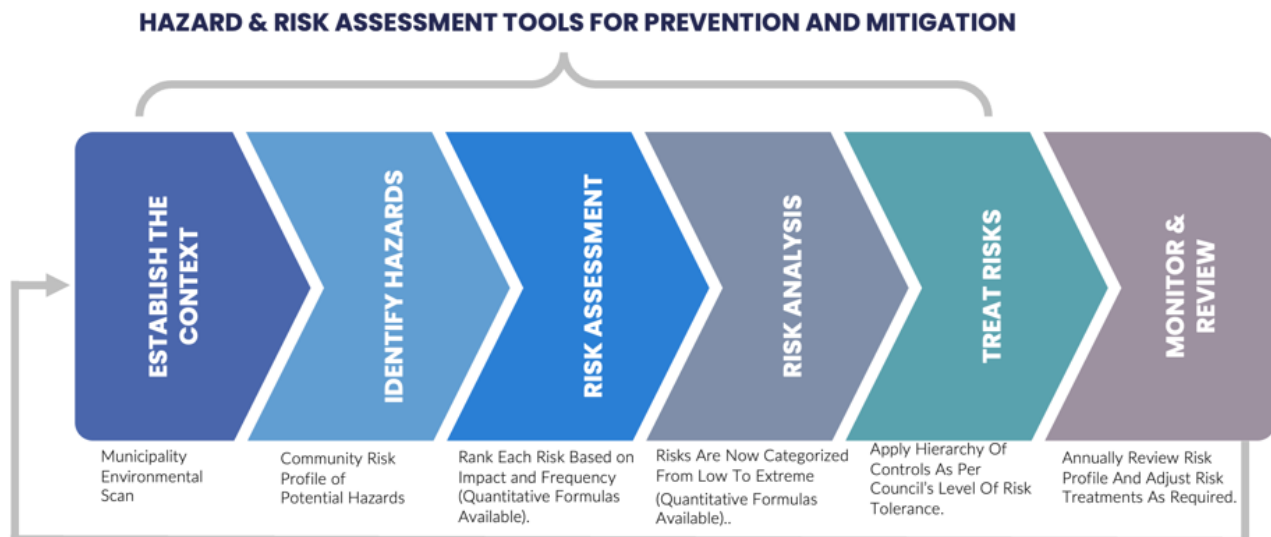 HAZARD & RISK ASSESSMENT TOOLS FOR PREVENTION AND MITIGATION
ESTABLISH THE
CONTEXT
IDENTIFY HAZARDS
RISK ASSESSMENT
RISK ANALYSIS
TREAT RISKS
MONITOR &
REVIEW
Municipality
Environmental
Scan
Community Risk
Profile of
Potential Hazards
Rank Each Risk Based on
Impact and Frequency
(Quantitative Formulas
Available).
Risks Are Now Categorized
From Low To Extreme
(Quantitative Formulas
Available)..
Apply Hierarchy Of
Controls As Per
Council's Level Of Risk
Tolerance.
Annually Review Risk
Profile And Adjust Risk
Treatments As Required.